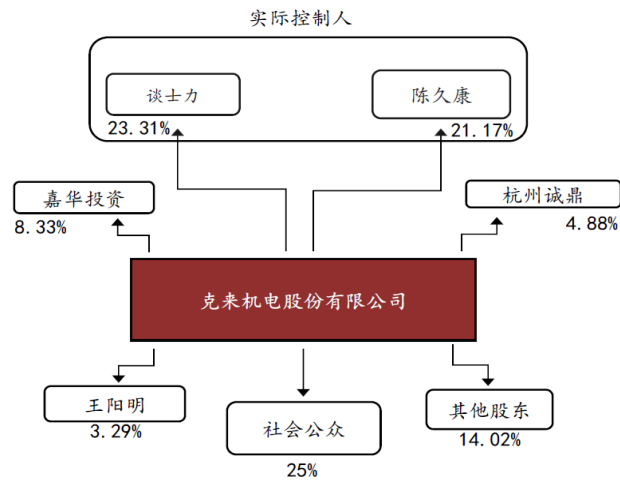 实际控制人
谈士力
陈久康
23.31%
21.17%
嘉华投资
杭州诚鼎
8.33%
4.88%
克来机电股份有限公司
王阳明
社会公众
其他股东
3.29%
14.02%
25%